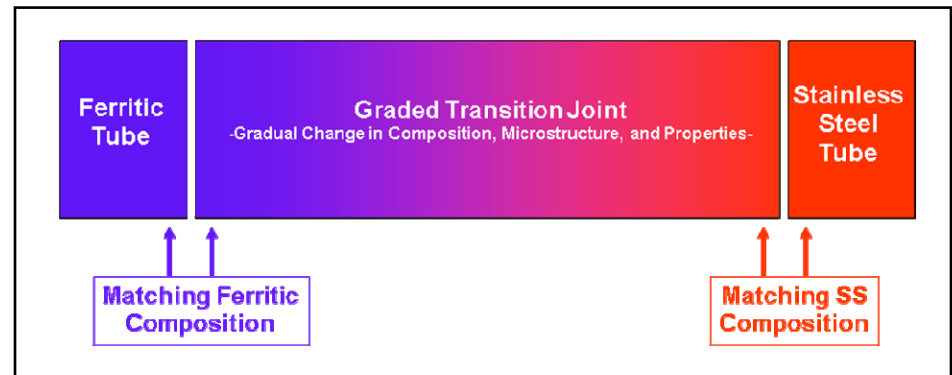 Ferritic
Tube
Graded Transition Joint
-Gradual Change in Composition, Microstructure, and Properties-
Stainless
Steel
Tube
Matching Ferritic
Composition
Matching SS
Composition